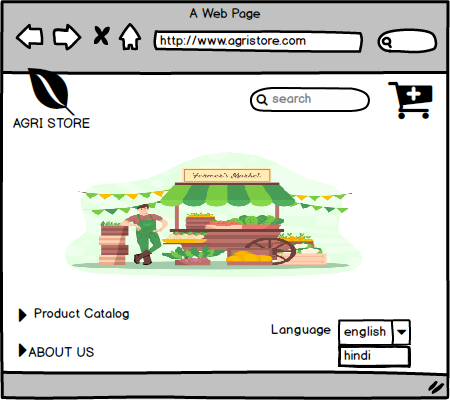 A Web Page
http://www.agristore.com
search
AGRI STORE
Farmer's Market
Product Catalog
Language
english
hindi
ABOUT US